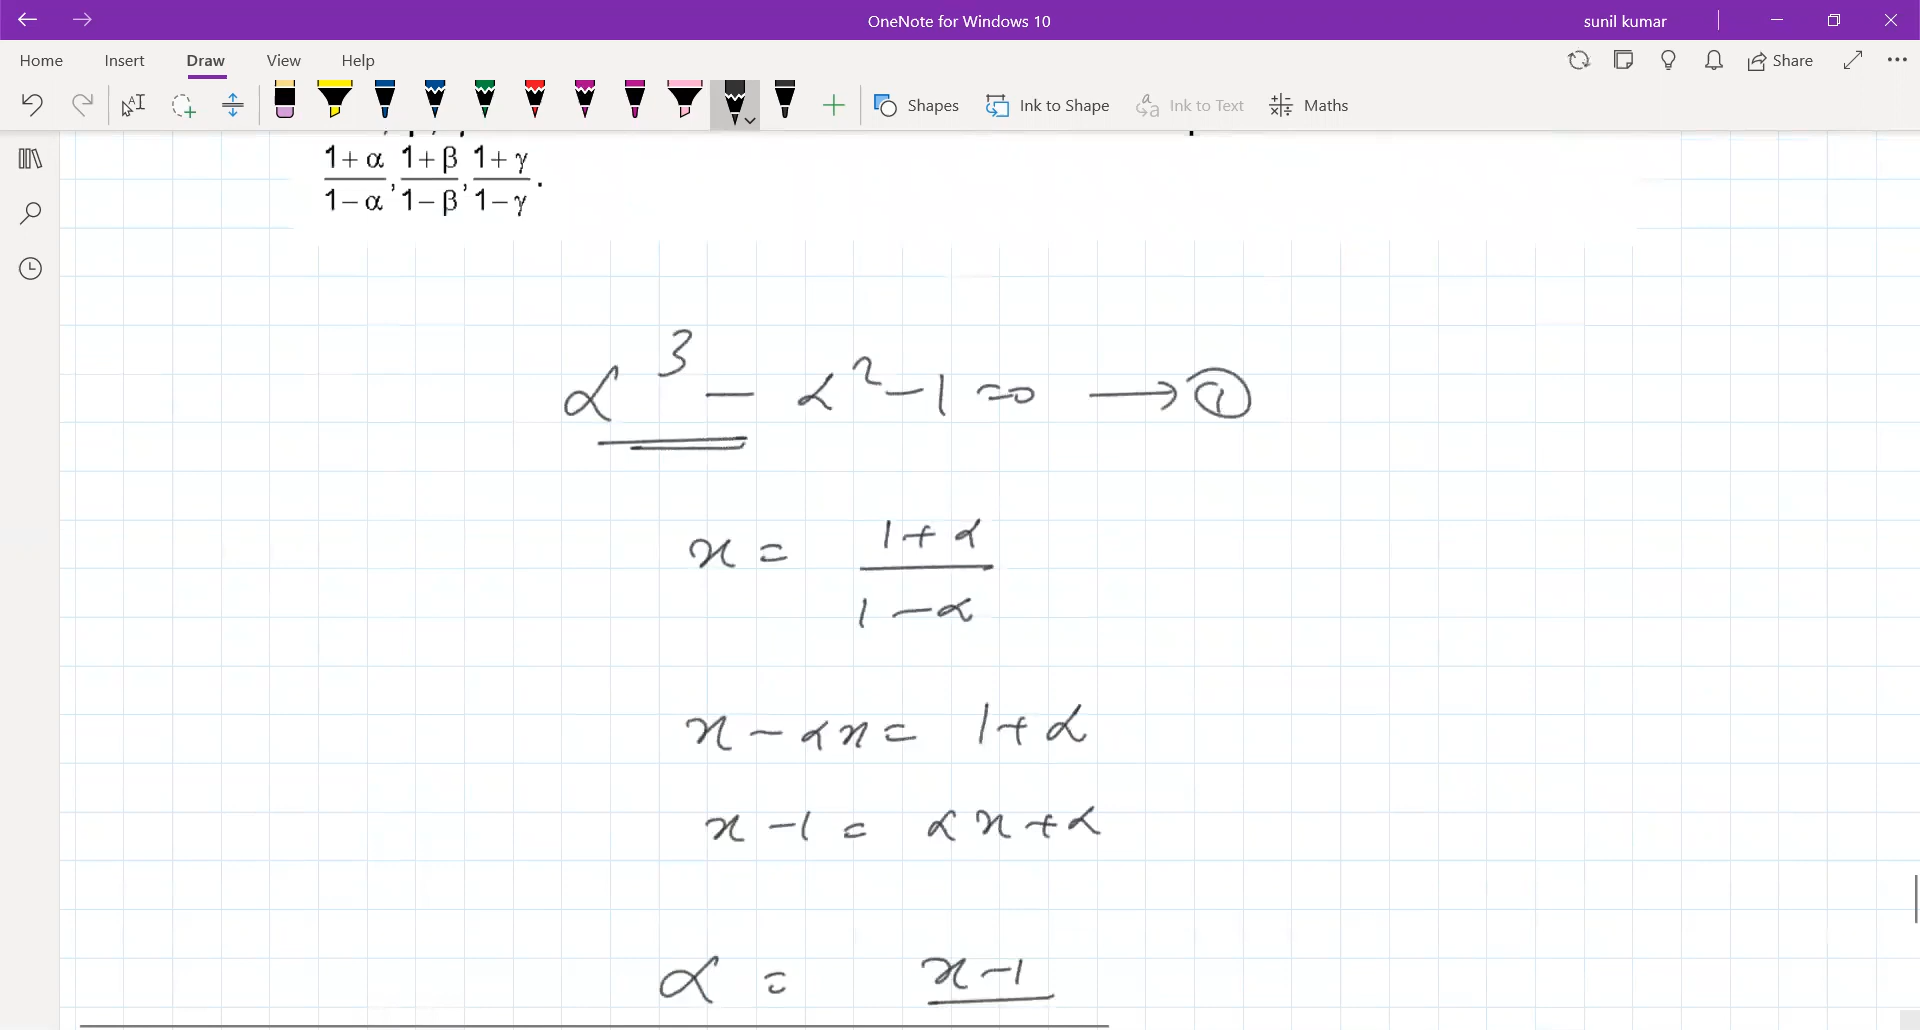 OneNote for Windows 10
sunil kumar
Home Insert Draw View Help
Share
Shapes Ink to Shape Ink to Text Maths
1+α/1−α, 1+β/1−β, 1+γ/1−γ.
α³ − α² − 1 = 0 → ①
x = 1+α/1−α
x − αx = 1+α
x − 1 = αx + α
α = x−1